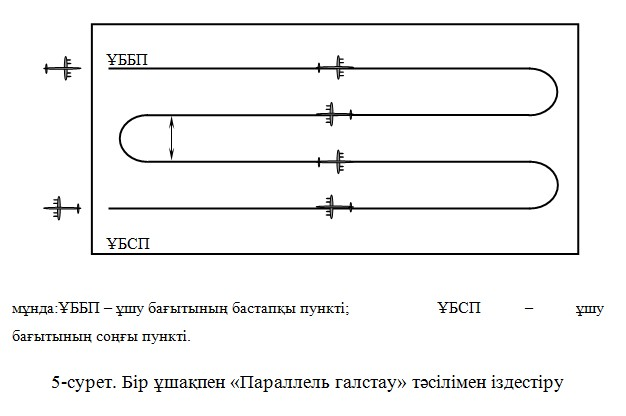 ҰББП
ҰБСП
мұнда:ҰББП – ұшу бағытының бастапқы пункті; ҰБСП – ұшу
бағытының соңғы пункті.
5-сурет. Бір ұшақпен «Параллель галстау» тәсілімен іздестіру